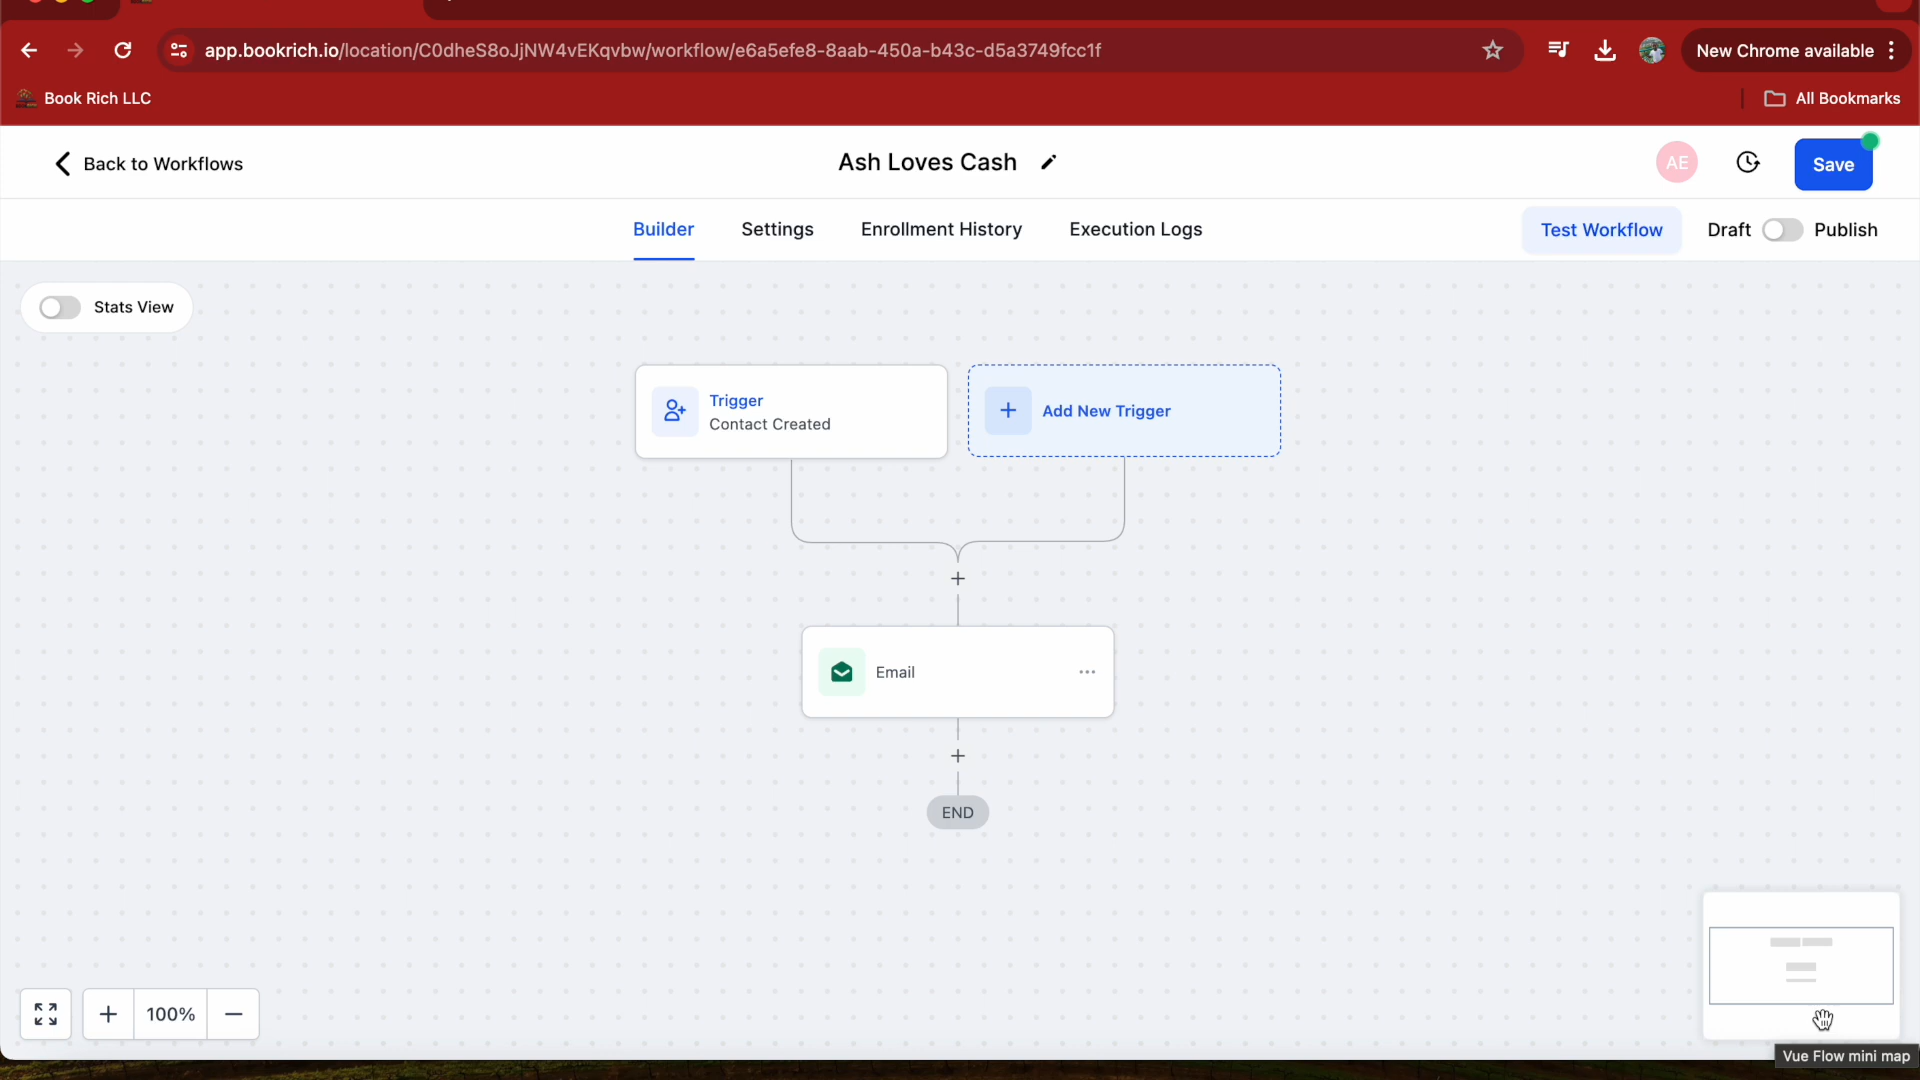 app.bookrich.io/location/C0dheS8oJjNW4vEKqvbw/workflow/e6a5efe8-8aab-450a-b43c-d5a3749fcc1f
New Chrome available
Book Rich LLC
All Bookmarks
Back to Workflows
Ash Loves Cash
AE
Save
Builder
Settings
Enrollment History
Execution Logs
Test Workflow
Draft
Publish
Stats View
Trigger
Contact Created
Add New Trigger
Email
END
100%
Vue Flow mini map